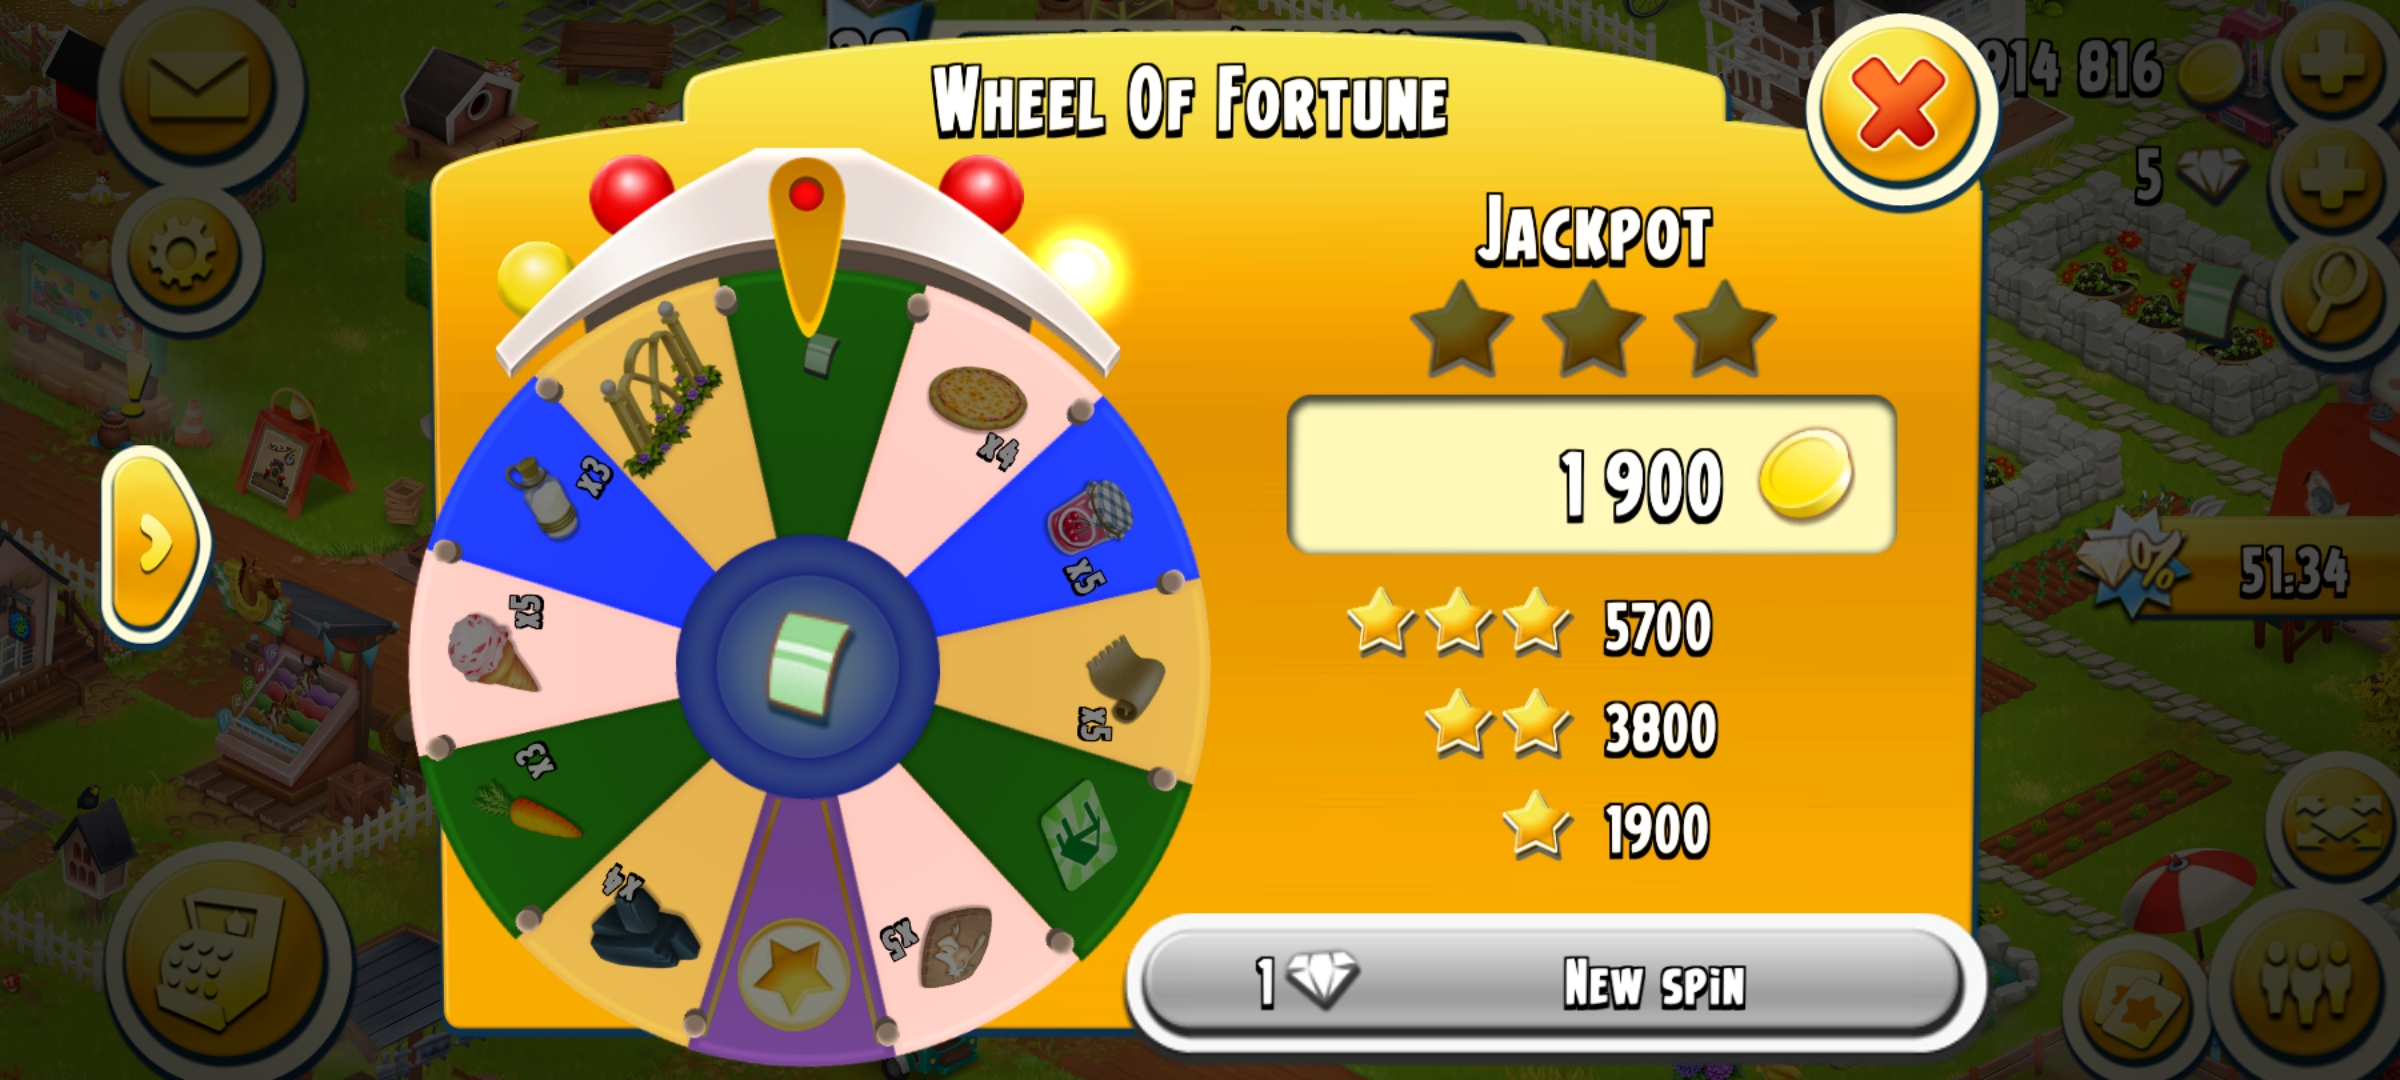 WHEEL OF FORTUNE
914 816
5
JACKPOT
1 900
5700
3800
1900
1 NEW SPIN
51:34
%
x4
x5
x5
x5
x4
x3
x5
x3